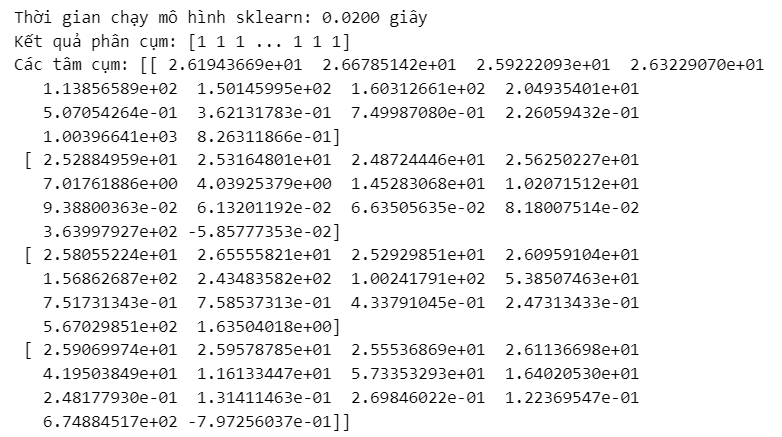 Thời gian chạy mô hình sklearn: 0.0200 giây
Kết quả phân cụm: [1 1 1 ... 1 1 1]
Các tâm cụm: [[ 2.61943669e+01  2.66785142e+01  2.59222093e+01  2.63229070e+01
   1.13856589e+02  1.50145995e+02  1.60312661e+02  2.04935401e+01
   5.07054264e-01  3.62131783e-01  7.49987080e-01  2.26059432e-01
   1.00396641e+03  8.26311866e-01]
 [ 2.52884959e+01  2.53164801e+01  2.48724446e+01  2.56250227e+01
   7.01761886e+00  4.03925379e+00  1.45283068e+01  1.02071512e+01
   9.38800363e-02  6.13201192e-02  6.63505635e-02  8.18007514e-02
   3.63997927e+02 -5.85777353e-02]
 [ 2.58055224e+01  2.65555821e+01  2.52929851e+01  2.60959104e+01
   1.56862687e+02  2.43483582e+02  1.00241791e+02  5.38507463e+01
   7.51731343e-01  7.58537313e-01  4.33791045e-01  2.47313433e-01
   5.67029851e+02  1.63504018e+00]
 [ 2.59069974e+01  2.59578785e+01  2.55536869e+01  2.61136698e+01
   4.19503849e+01  1.16133447e+01  5.73353293e+01  1.64020530e+01
   2.48177930e-01  1.31411463e-01  2.69846022e-01  1.22369547e-01
   6.74884517e+02 -7.97256037e-01]]